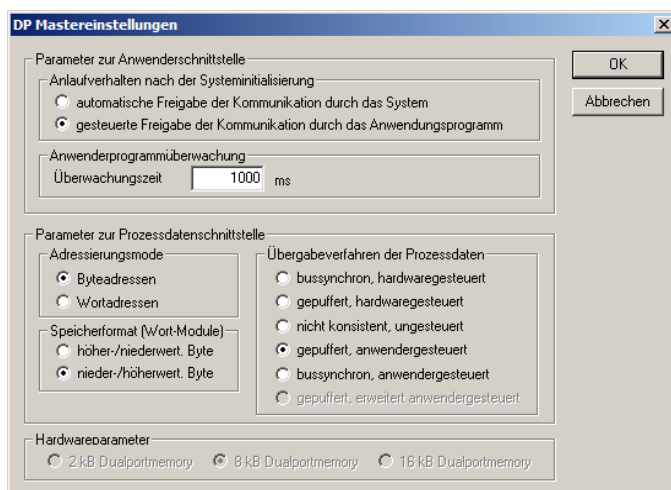 DP Mastereinstellungen
Parameter zur Anwenderschnittstelle
OK
Anlaufverhalten nach der Systeminitialisierung
automatische Freigabe der Kommunikation durch das System
Abbrechen
gesteuerte Freigabe der Kommunikation durch das Anwendungsprogramm
Anwenderprogrammüberwachung
Überwachungszeit 1000 ms
Parameter zur Prozessdatenschnittstelle
Adressierungsmode
Byteadressen
Wortadressen
Speicherformat (Wort-Module)
höher-/niederwert. Byte
nieder-/höherwert. Byte
Übergabeverfahren der Prozessdaten
bussynchron, hardwaregesteuert
gepuffert, hardwaregesteuert
nicht konsistent, ungesteuert
gepuffert, anwendergesteuert
bussynchron, anwendergesteuert
gepuffert, erweitert anwendergesteuert
Hardwareparameter
2 kB Dualportmemory 8 kB Dualportmemory 16 kB Dualportmemory